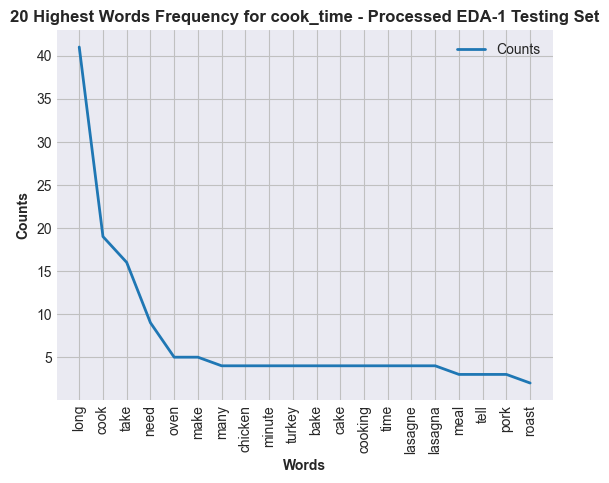 20 Highest Words Frequency for cook_time - Processed EDA-1 Testing Set
Counts
Counts
40
35
30
25
20
15
10
5
long
cook
take
need
oven
make
many
chicken
minute
turkey
bake
cake
cooking
time
lasagne
lasagna
meal
tell
pork
roast
Words